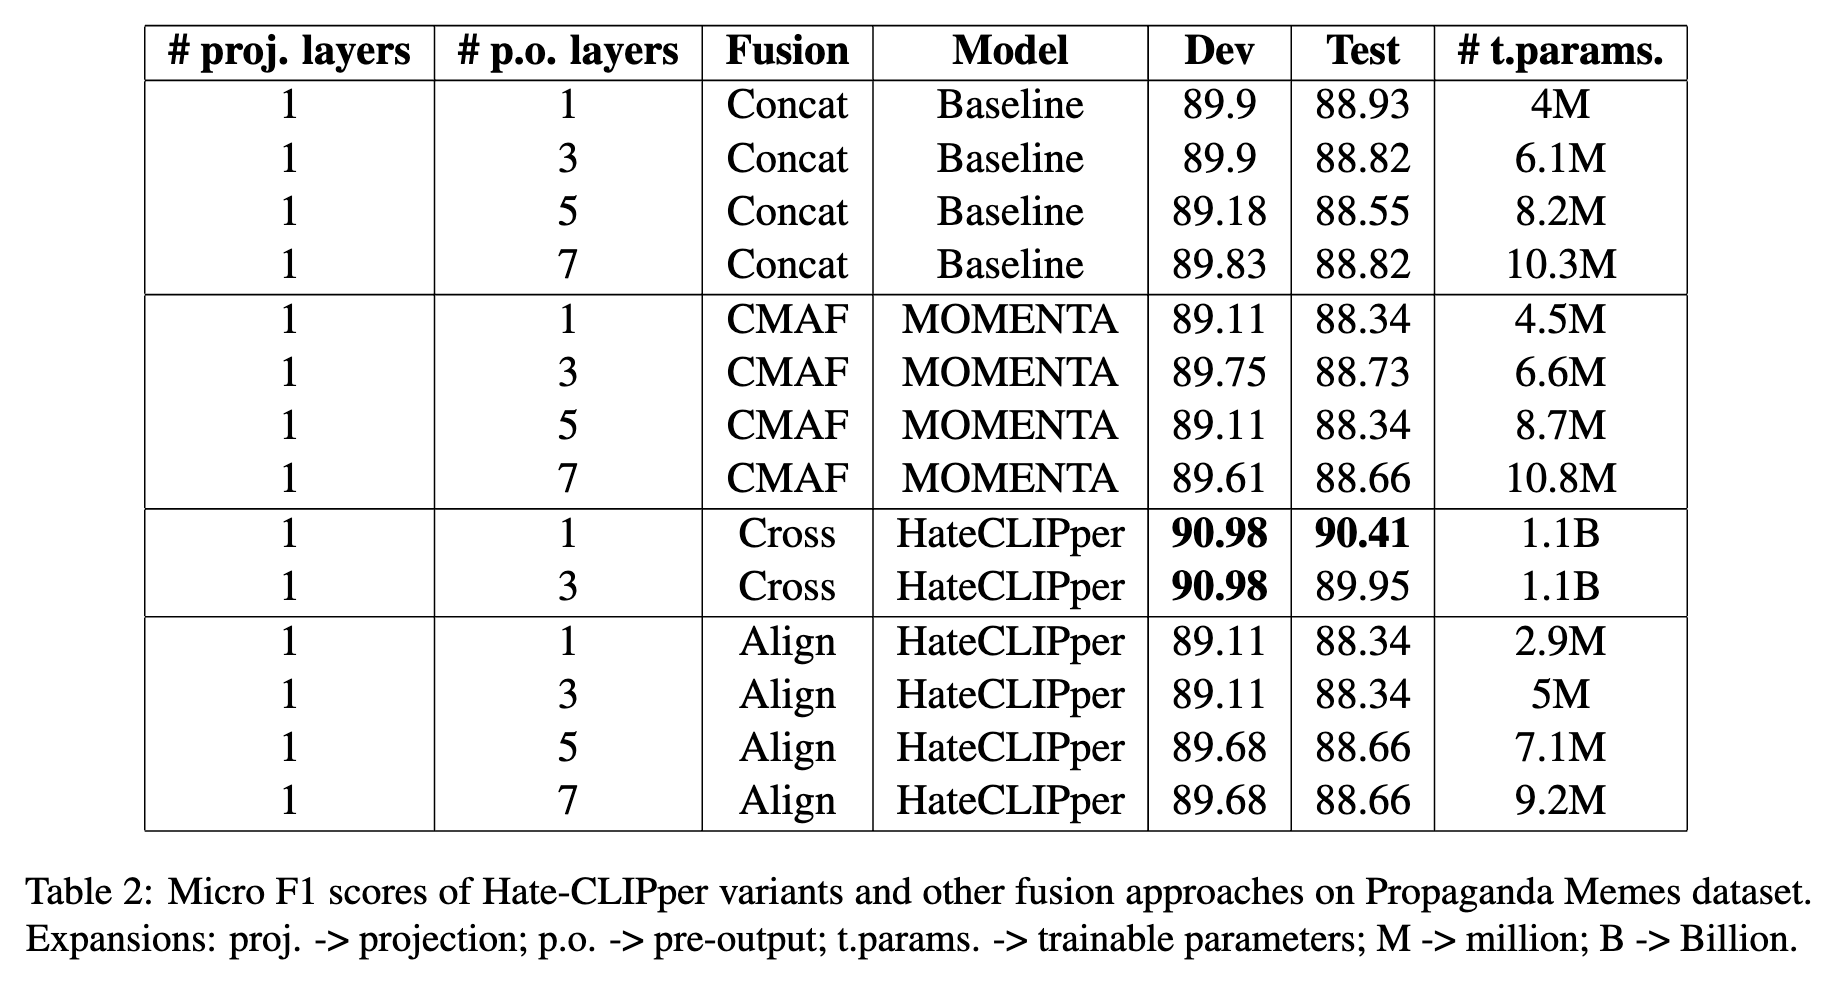 # proj. layers # p.o. layers Fusion Model Dev Test # t.params.
1 1 Concat Baseline 89.9 88.93 4M
1 3 Concat Baseline 89.9 88.82 6.1M
1 5 Concat Baseline 89.18 88.55 8.2M
1 7 Concat Baseline 89.83 88.82 10.3M
1 1 CMAF MOMENTA 89.11 88.34 4.5M
1 3 CMAF MOMENTA 89.75 88.73 6.6M
1 5 CMAF MOMENTA 89.11 88.34 8.7M
1 7 CMAF MOMENTA 89.61 88.66 10.8M
1 1 Cross HateCLIPper 90.98 90.41 1.1B
1 3 Cross HateCLIPper 90.98 89.95 1.1B
1 1 Align HateCLIPper 89.11 88.34 2.9M
1 3 Align HateCLIPper 89.11 88.34 5M
1 5 Align HateCLIPper 89.68 88.66 7.1M
1 7 Align HateCLIPper 89.68 88.66 9.2M
Table 2: Micro F1 scores of Hate-CLIPper variants and other fusion approaches on Propaganda Memes dataset.
Expansions: proj. -> projection; p.o. -> pre-output; t.params. -> trainable parameters; M -> million; B -> Billion.